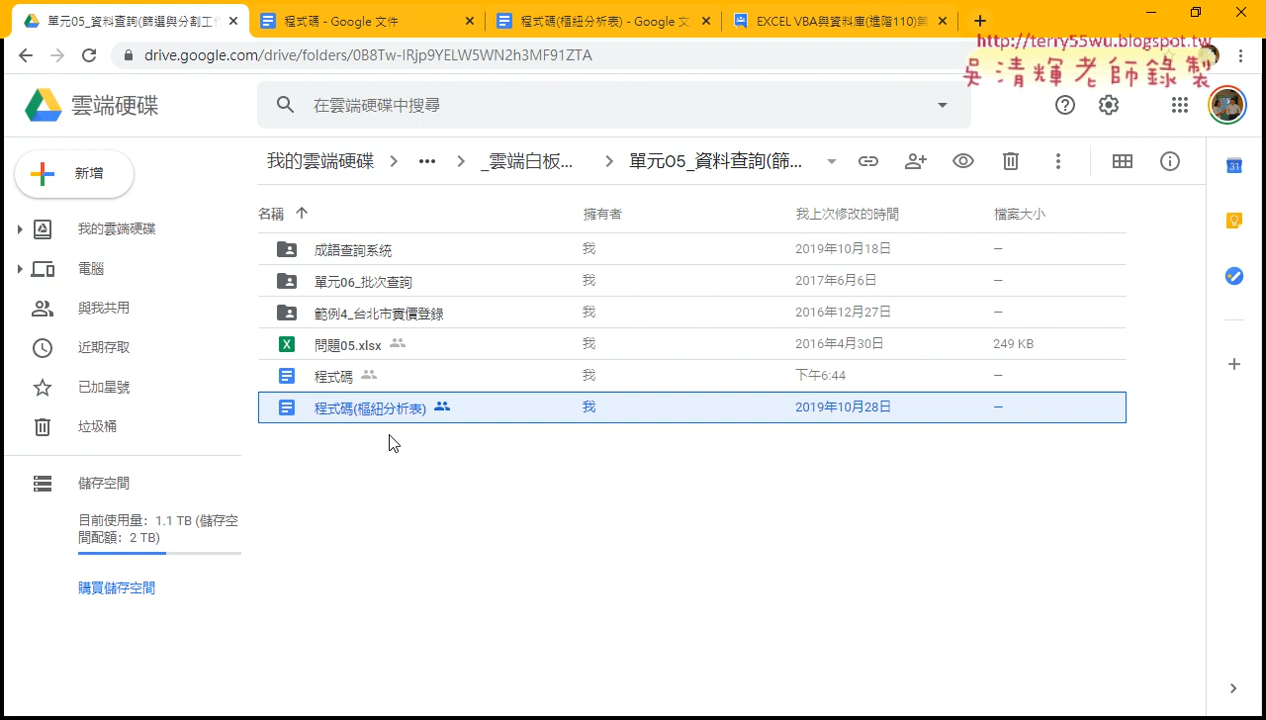 單元05_資料查詢(篩選與分割工作
程式碼 - Google 文件
程式碼(樞紐分析表) - Google 文
EXCEL VBA與資料庫(進階110)第
drive.google.com/drive/folders/0B8Tw-IRjp9YELW5WN2h3MF91ZTA
http://terry55wu.blogspot.tw
吳清輝老師錄製
雲端硬碟
在雲端硬碟中搜尋
新增
我的雲端硬碟
電腦
與我共用
近期存取
已加星號
垃圾桶
儲存空間
目前使用量：1.1 TB (儲存空
間配額：2 TB)
購買儲存空間
我的雲端硬碟 > ••• > _雲端白板... > 單元05_資料查詢(篩...
名稱 擁有者 我上次修改的時間 檔案大小
成語查詢系統 我 2019年10月18日 —
單元06_批次查詢 我 2017年6月6日 —
範例4_台北市實價登錄 我 2016年12月27日 —
問題05.xlsx 我 2016年4月30日 249 KB
程式碼 我 下午6:44 —
程式碼(樞紐分析表) 我 2019年10月28日 —
31